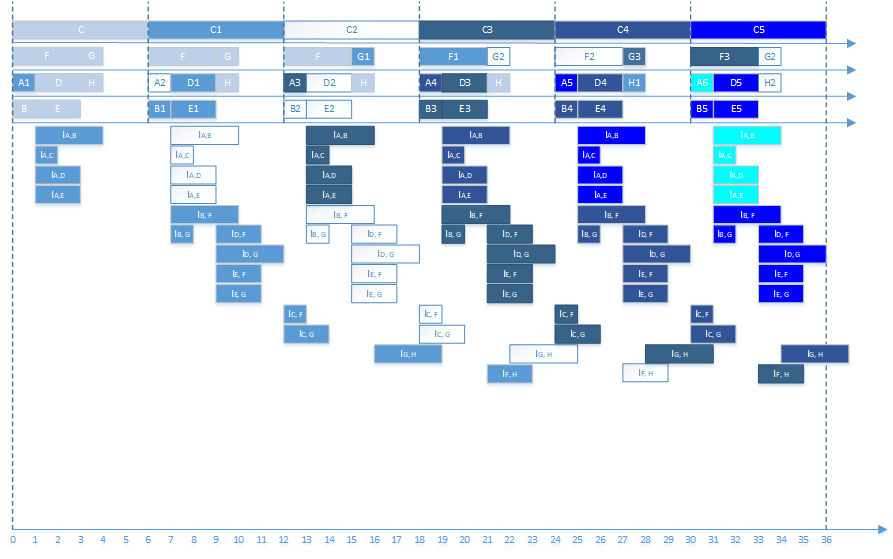 C C1 C2 C3 C4 C5
F G F G F G1 F1 G2 F2 G3 F3 G2
A1 D H A2 D1 H A3 D2 H A4 D3 H A5 D4 H1 A6 D5 H2
B E B1 E1 B2 E2 B3 E3 B4 E4 B5 E5
IA,B IA,B IA,B IA,B IA,B IA,B
IA,C IA,C IA,C IA,C IA,C IA,C
IA,D IA,D IA,D IA,D IA,D IA,D
IA,E IA,E IA,E IA,E IA,E IA,E
IB, F IB, F IB, F IB, F IB, F
IB, G ID, F IB, G ID, F IB, G ID, F IB, G ID, F IB, G ID, F
ID, G ID, G ID, G ID, G ID, G
IE, F IE, F IE, F IE, F IE, F
IE, G IE, G IE, G IE, G IE, G
IC, F IC, F IC, F IC, F
IC, G IC, G IC, G IC, G
IG, H IG, H IG, H IG, H
IF, H IF, H IF, H
0 1 2 3 4 5 6 7 8 9 10 11 12 13 14 15 16 17 18 19 20 21 22 23 24 25 26 27 28 29 30 31 32 33 34 35 36